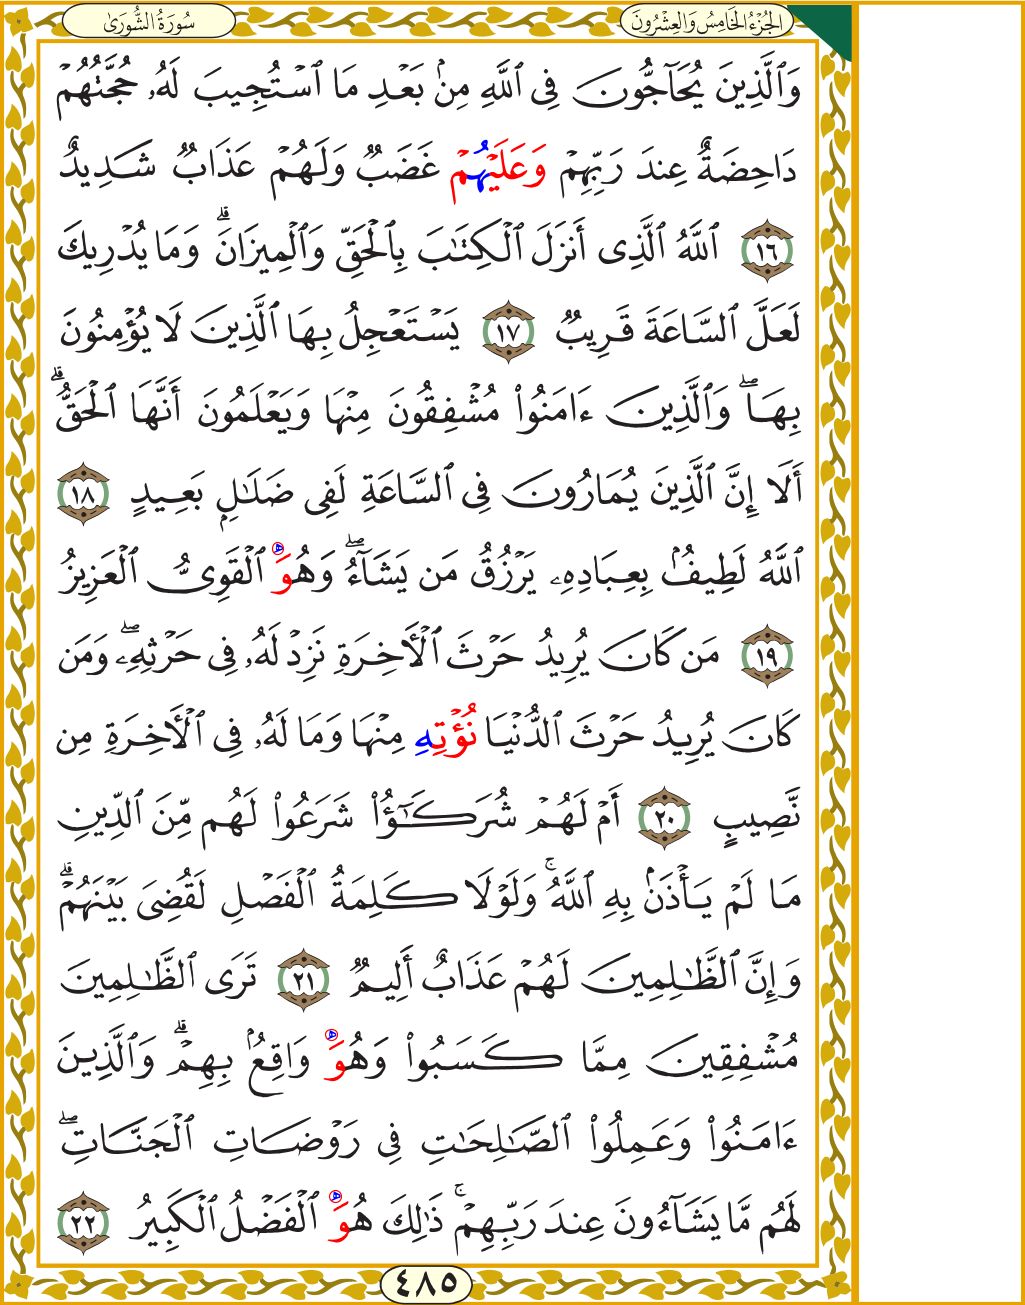 الجُزْءُ الخَامِسُ وَالعِشْرُونَ
سُورَةُ الشُّورَىٰ
وَٱلَّذِينَ يُحَآجُّونَ فِى ٱللَّهِ مِنۢ بَعْدِ مَا ٱسْتُجِيبَ لَهُۥ حُجَّتُهُمْ
دَاحِضَةٌ عِندَ رَبِّهِمْ وَعَلَيْهُمْ غَضَبٌ وَلَهُمْ عَذَابٌ شَدِيدٌ
١٦ ٱللَّهُ ٱلَّذِى أَنزَلَ ٱلْكِتَٰبَ بِٱلْحَقِّ وَٱلْمِيزَانَ ۗ وَمَا يُدْرِيكَ
لَعَلَّ ٱلسَّاعَةَ قَرِيبٌ ١٧ يَسْتَعْجِلُ بِهَا ٱلَّذِينَ لَا يُؤْمِنُونَ
بِهَا ۖ وَٱلَّذِينَ ءَامَنُوا۟ مُشْفِقُونَ مِنْهَا وَيَعْلَمُونَ أَنَّهَا ٱلْحَقُّ ۗ
أَلَا إِنَّ ٱلَّذِينَ يُمَارُونَ فِى ٱلسَّاعَةِ لَفِى ضَلَٰلٍۭ بَعِيدٍ ١٨
ٱللَّهُ لَطِيفٌۢ بِعِبَادِهِۦ يَرْزُقُ مَن يَشَآءُ ۖ وَهُوَ ٱلْقَوِىُّ ٱلْعَزِيزُ
١٩ مَن كَانَ يُرِيدُ حَرْثَ ٱلْـَٔاخِرَةِ نَزِدْ لَهُۥ فِى حَرْثِهِۦ ۖ وَمَن
كَانَ يُرِيدُ حَرْثَ ٱلدُّنْيَا نُؤْتِهِ مِنْهَا وَمَا لَهُۥ فِى ٱلْـَٔاخِرَةِ مِن
نَّصِيبٍ ٢٠ أَمْ لَهُمْ شُرَكَٰٓؤُا۟ شَرَعُوا۟ لَهُم مِّنَ ٱلدِّينِ
مَا لَمْ يَأْذَنۢ بِهِ ٱللَّهُ ۚ وَلَوْلَا كَلِمَةُ ٱلْفَصْلِ لَقُضِىَ بَيْنَهُمْ ۗ
وَإِنَّ ٱلظَّٰلِمِينَ لَهُمْ عَذَابٌ أَلِيمٌ ٢١ تَرَى ٱلظَّٰلِمِينَ
مُشْفِقِينَ مِمَّا كَسَبُوا۟ وَهُوَ وَاقِعٌۢ بِهِمْ ۗ وَٱلَّذِينَ
ءَامَنُوا۟ وَعَمِلُوا۟ ٱلصَّٰلِحَٰتِ فِى رَوْضَاتِ ٱلْجَنَّاتِ ۖ
لَهُم مَّا يَشَآءُونَ عِندَ رَبِّهِمْ ۚ ذَٰلِكَ هُوَ ٱلْفَضْلُ ٱلْكَبِيرُ ٢٢
٤٨٥